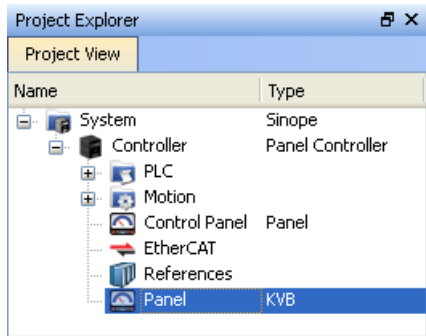 Project Explorer
Project View
Name Type
System Sinope
Controller Panel Controller
PLC
Motion
Control Panel Panel
EtherCAT
References
Panel KVB